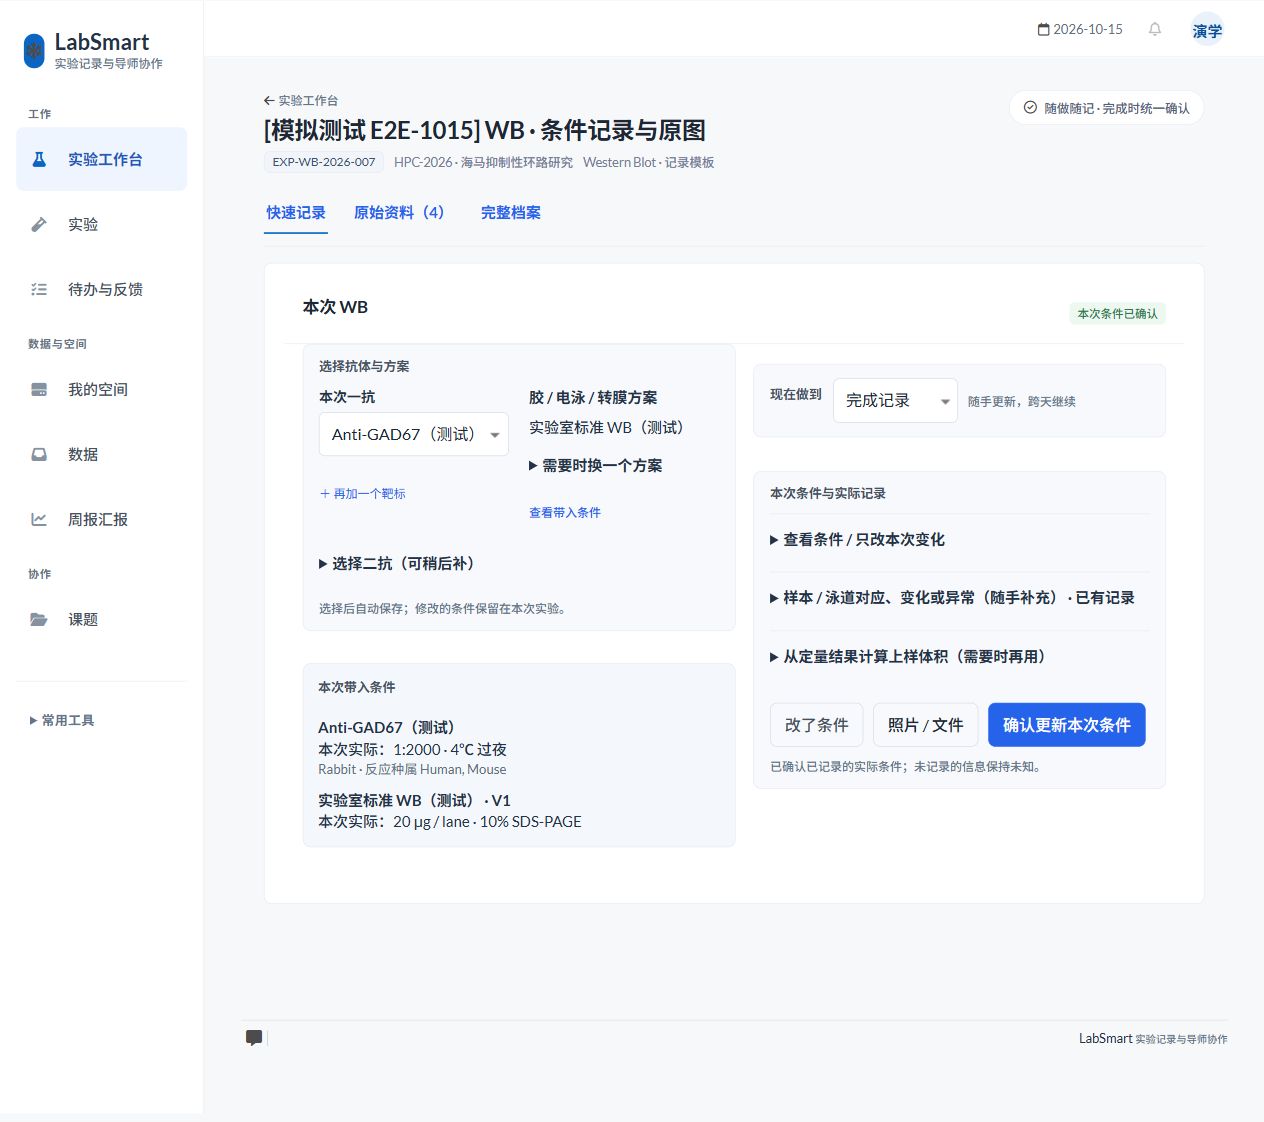 LabSmart
实验记录与导师协作
工作
实验工作台
实验
待办与反馈
数据与空间
我的空间
数据
周报汇报
协作
课题
常用工具
2026-10-15
演学
实验工作台
[模拟测试 E2E-1015] WB · 条件记录与原图
EXP-WB-2026-007 HPC-2026 · 海马抑制性环路研究 Western Blot · 记录模板
随做随记 · 完成时统一确认
快速记录 原始资料（4） 完整档案
本次 WB
本次条件已确认
选择抗体与方案
本次一抗
Anti-GAD67（测试）
+ 再加一个靶标
胶 / 电泳 / 转膜方案
实验室标准 WB（测试）
需要时换一个方案
查看带入条件
选择二抗（可稍后补）
选择后自动保存；修改的条件保留在本次实验。
本次带入条件
Anti-GAD67（测试）
本次实际：1:2000 · 4℃ 过夜
Rabbit · 反应种属 Human, Mouse
实验室标准 WB（测试） · V1
本次实际：20 µg / lane · 10% SDS-PAGE
现在做到 完成记录 随手更新，跨天继续
本次条件与实际记录
查看条件 / 只改本次变化
样本 / 泳道对应、变化或异常（随手补充） · 已有记录
从定量结果计算上样体积（需要时再用）
改了条件 照片 / 文件 确认更新本次条件
已确认已记录的实际条件；未记录的信息保持未知。
LabSmart 实验记录与导师协作